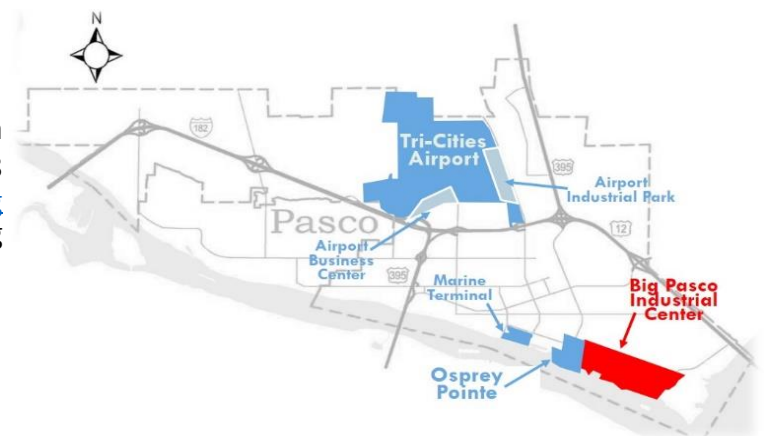 N
182
Tri-Cities
Airport
395
Airport
Industrial Park
Pasco
12
Airport
Business
Center
395
Marine
Terminal
Big Pasco
Industrial
Center
Osprey
Pointe